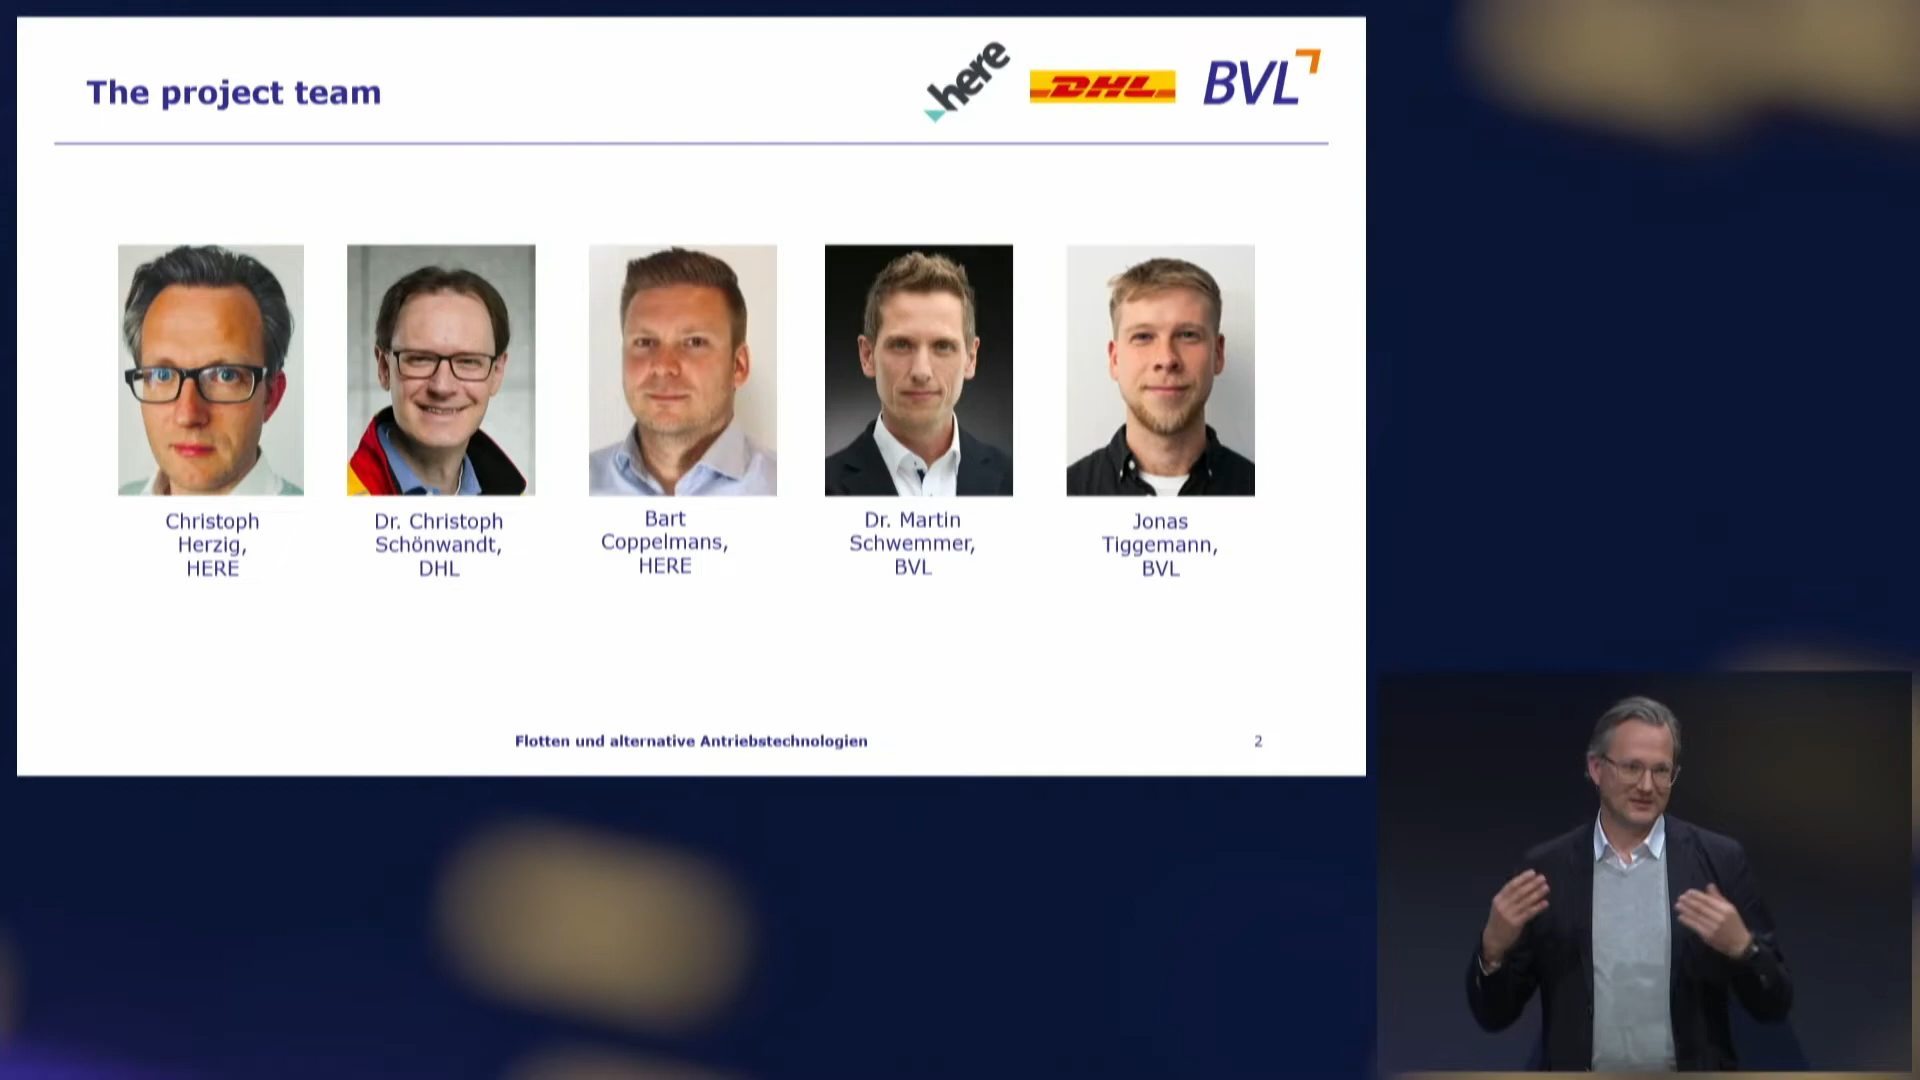 The project team
here
DHL
BVL
Christoph
Herzig,
HERE
Dr. Christoph
Schönwandt,
DHL
Bart
Coppelmans,
HERE
Dr. Martin
Schwemmer,
BVL
Jonas
Tiggemann,
BVL
Flotten und alternative Antriebstechnologien
2